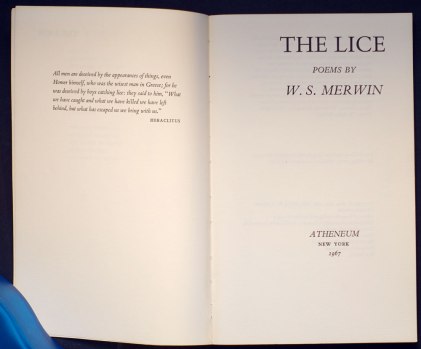 All men are deceived by the appearances of things, even
Homer himself, who was the wisest man in Greece; for he
was deceived by boys catching lice: they said to him, "What
we have caught and what we have killed we have left
behind, but what has escaped us we bring with us."
HERACLITUS
THE LICE
POEMS BY
W. S. MERWIN
ATHENEUM
NEW YORK
1967